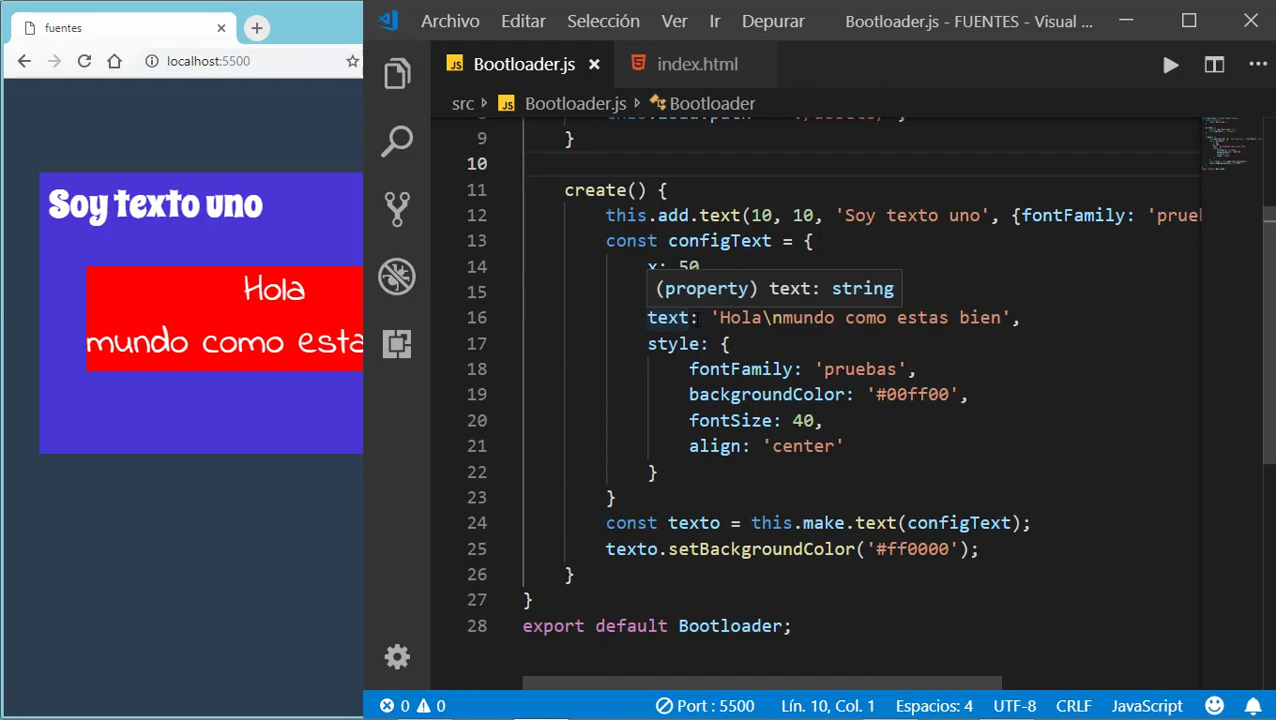 fuentes
localhost:5500
Soy texto uno
Hola
mundo como esta
Archivo Editar Selección Ver Ir Depurar Bootloader.js - FUENTES - Visual ...
JS Bootloader.js index.html
src JS Bootloader.js Bootloader
9 }
10
11 create() {
12 this.add.text(10, 10, 'Soy texto uno', {fontFamily: 'prueb
13 const configText = {
14 x: 50
15 (property) text: string
16 text: 'Hola\nmundo como estas bien',
17 style: {
18 fontFamily: 'pruebas',
19 backgroundColor: '#00ff00',
20 fontSize: 40,
21 align: 'center'
22 }
23 }
24 const texto = this.make.text(configText);
25 texto.setBackgroundColor('#ff0000');
26 }
27 }
28 export default Bootloader;
0 0 Port : 5500 Lín. 10, Col. 1 Espacios: 4 UTF-8 CRLF JavaScript